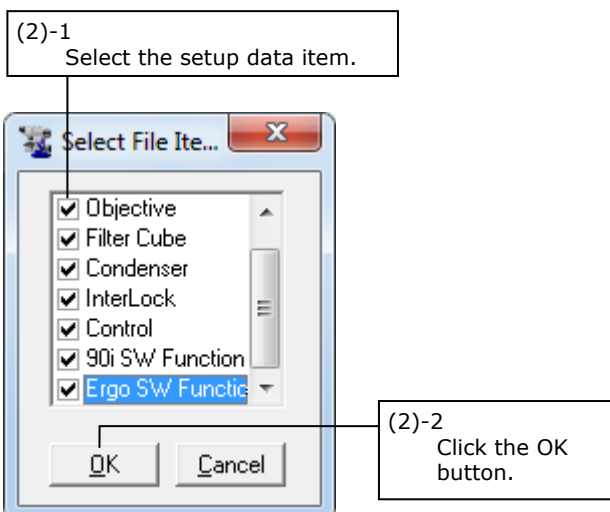 (2)-1
Select the setup data item.
Select File Ite...
Objective
Filter Cube
Condenser
InterLock
Control
90i SW Function
Ergo SW Functic
OK
Cancel
(2)-2
Click the OK
button.